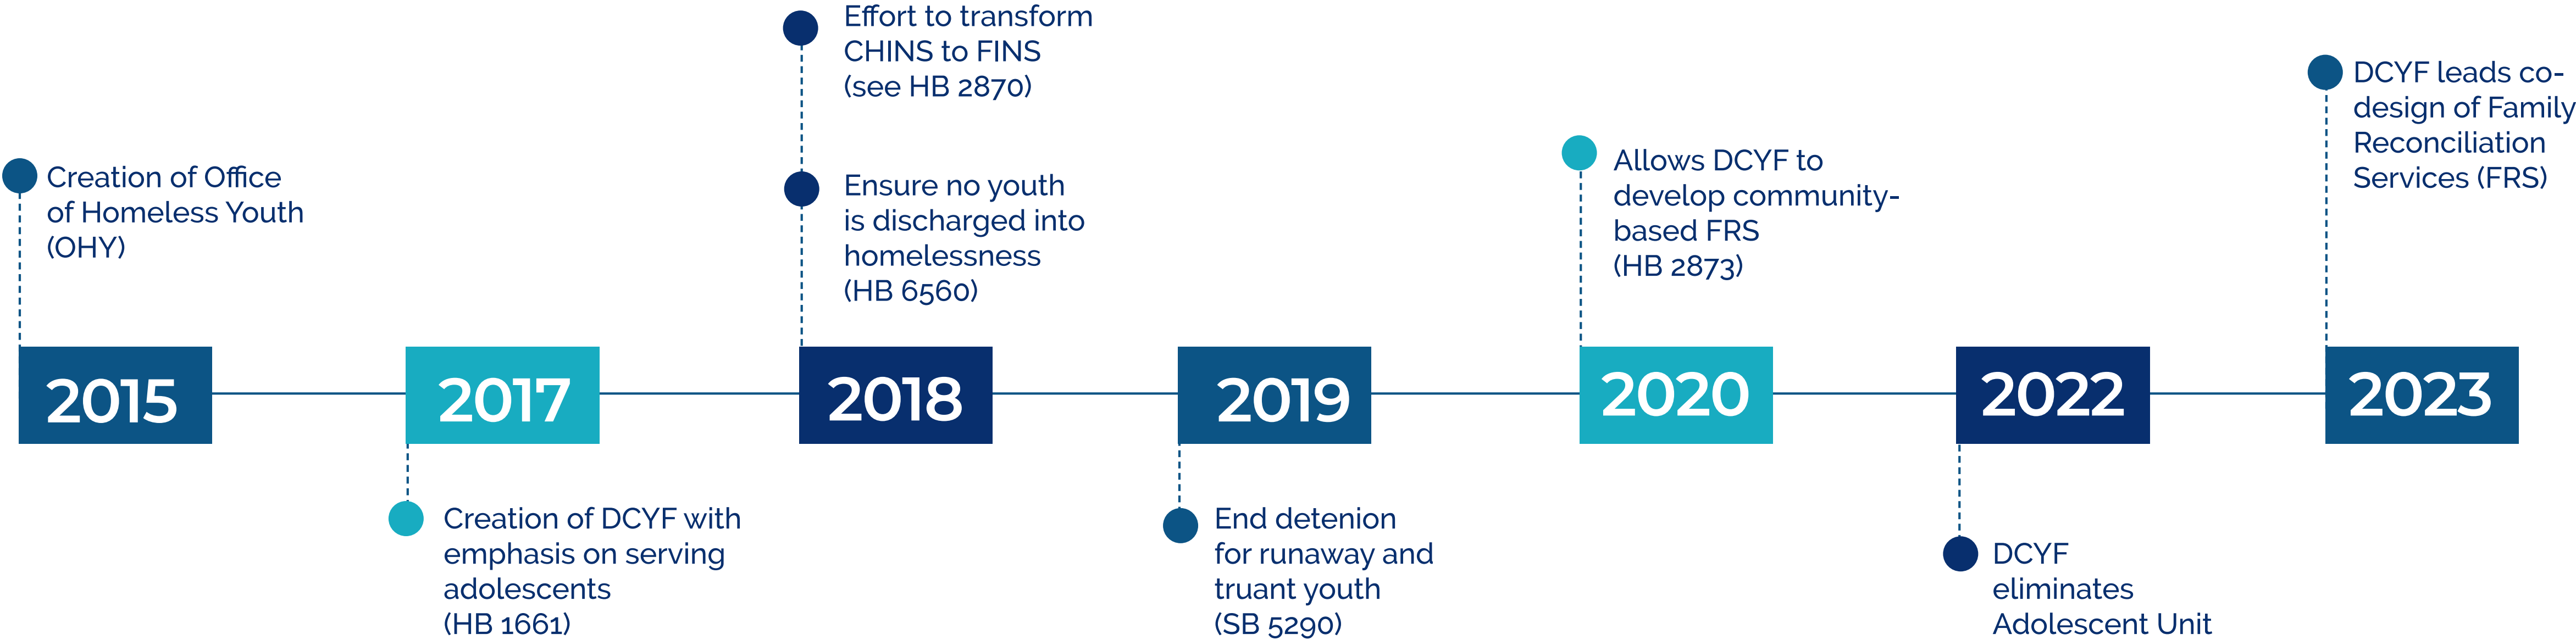 Creation of Office
of Homeless Youth
(OHY)
2015
2017
Creation of DCYF with
emphasis on serving
adolescents
(HB 1661)
Effort to transform
CHINS to FINS
(see HB 2870)
Ensure no youth
is discharged into
homelessness
(HB 6560)
2018
2019
End detenion
for runaway and
truant youth
(SB 5290)
Allows DCYF to
develop community-
based FRS
(HB 2873)
2020
2022
DCYF
eliminates
Adolescent Unit
DCYF leads co-
design of Family
Reconciliation
Services (FRS)
2023